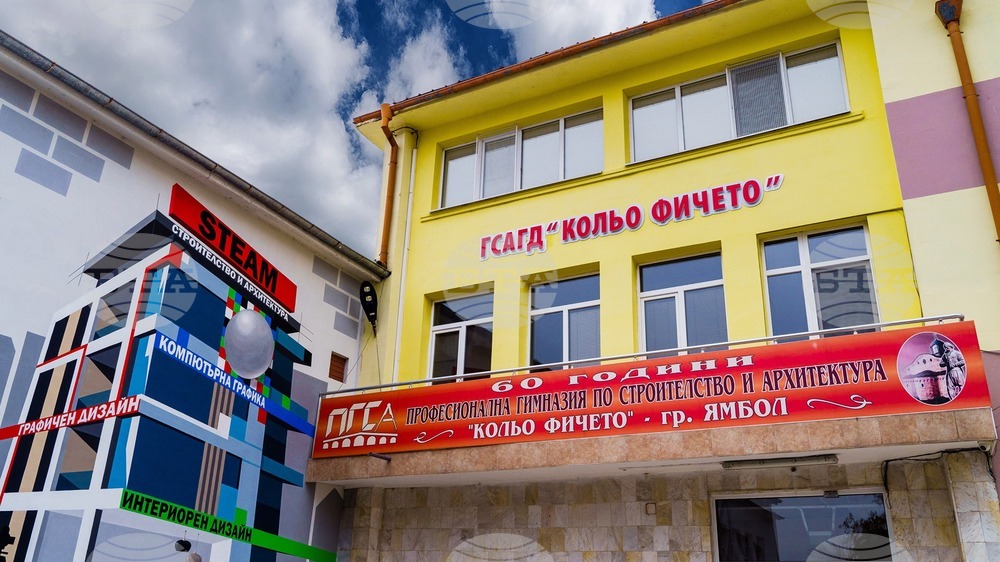 STEAM
СТРОИТЕЛСТВО И АРХИТЕКТУРА
КОМПЮТЪРНА ГРАФИКА
ГРАФИЧЕН ДИЗАЙН
ИНТЕРИОРЕН ДИЗАЙН
ГСАГД "КОЛЬО ФИЧЕТО"
60 ГОДИНИ
ПГСА
ПРОФЕСИОНАЛНА ГИМНАЗИЯ ПО СТРОИТЕЛСТВО И АРХИТЕКТУРА
"КОЛЬО ФИЧЕТО" - гр. ЯМБОЛ